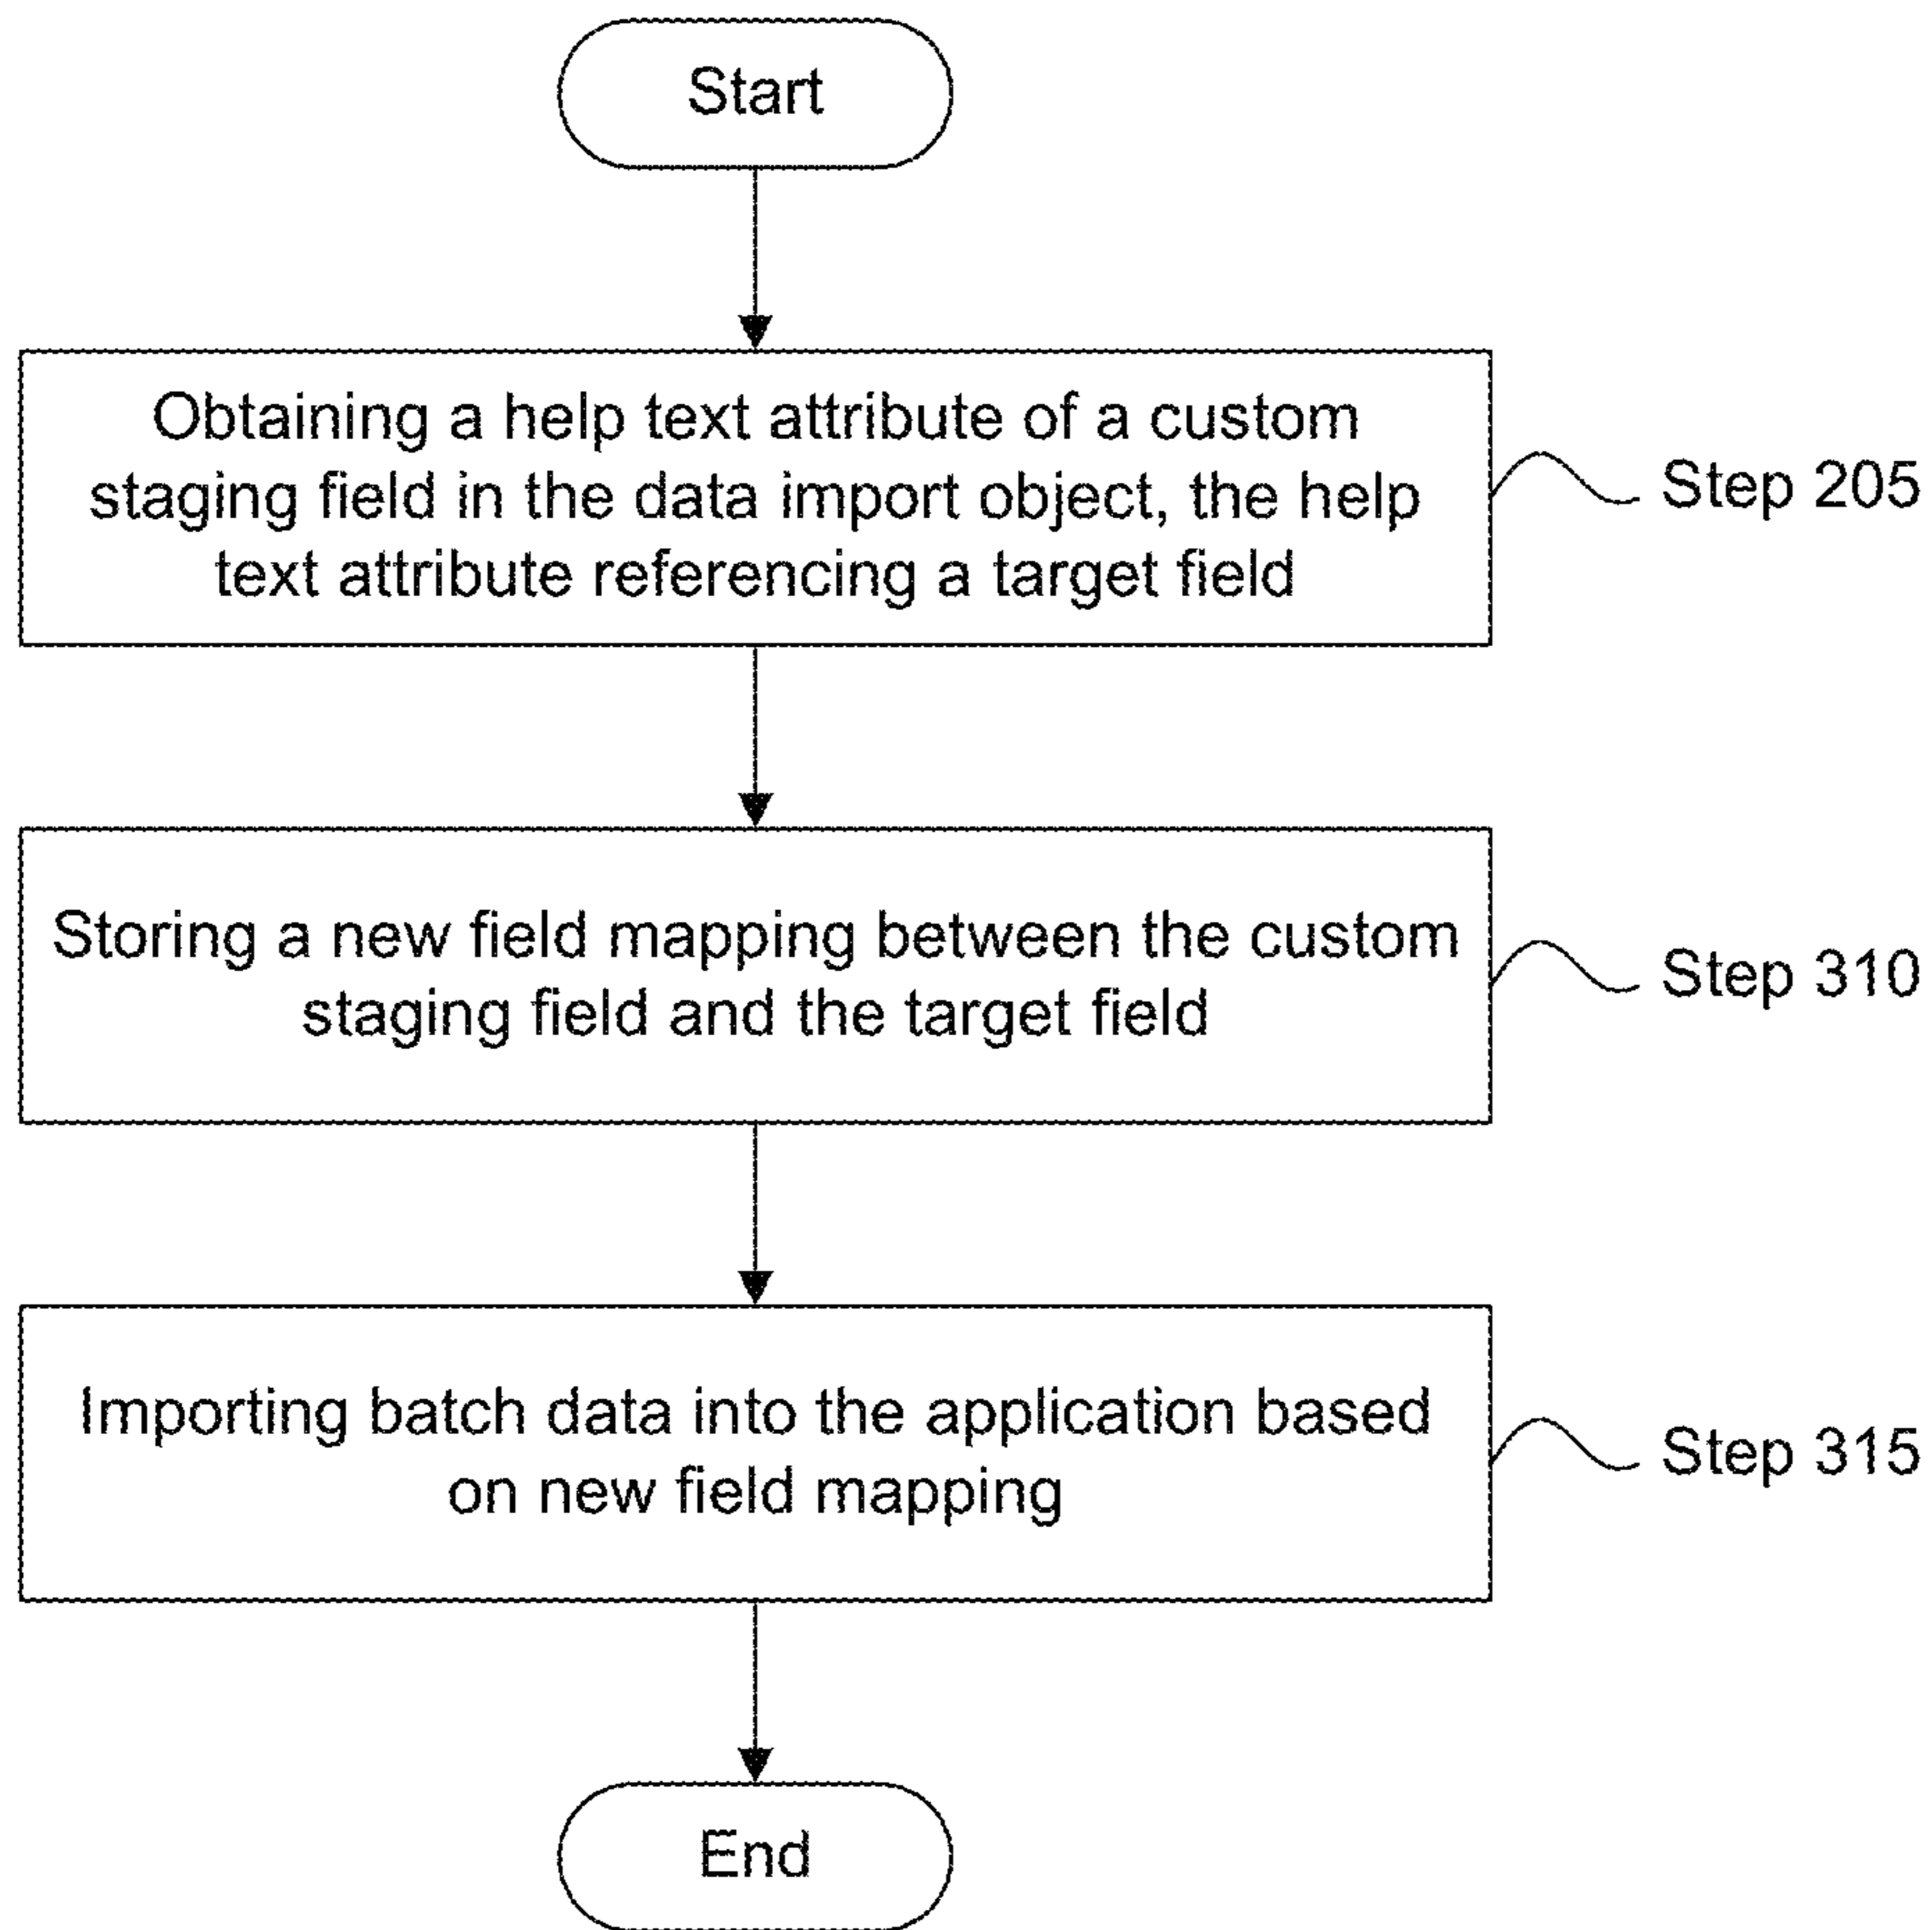 Start
Obtaining a help text attribute of a custom
staging field in the data import object, the help
text attribute referencing a target field
Step 205
Storing a new field mapping between the custom
staging field and the target field
Step 310
Importing batch data into the application based
on new field mapping
Step 315
End